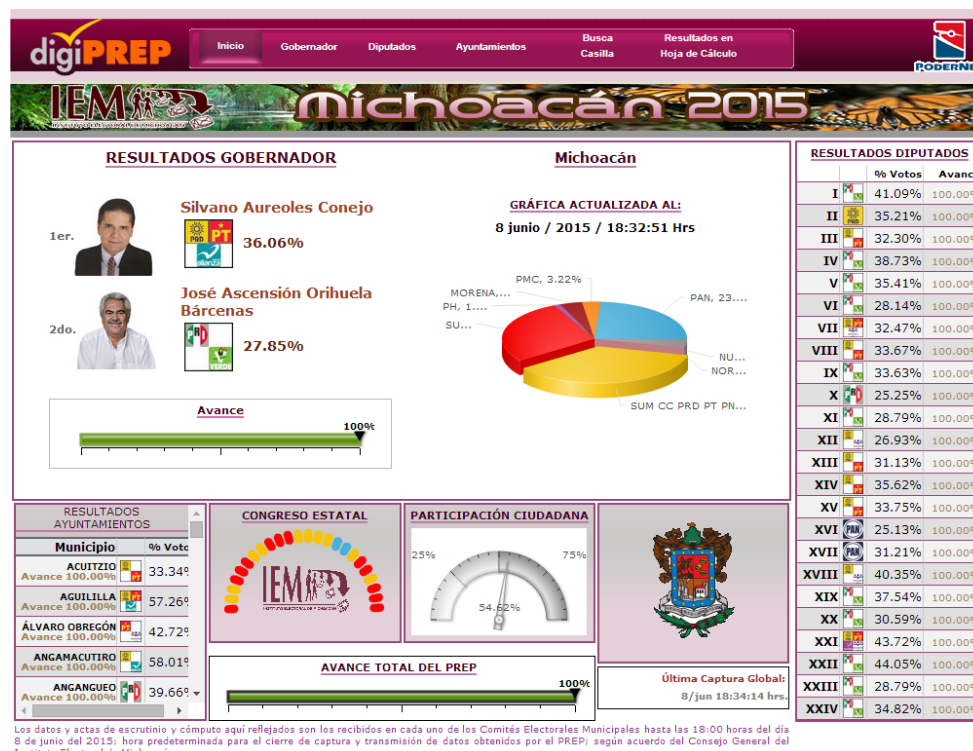 digiPREP
Inicio
Gobernador
Diputados
Ayuntamientos
Busca
Casilla
Resultados en
Hoja de Cálculo
IEM
INSTITUTO ELECTORAL DE MICHOACÁN
Michoacán 2015
RESULTADOS GOBERNADOR
1er.
Silvano Aureoles Conejo
PRD PT
alianza
36.06%
2do.
José Ascensión Orihuela
Bárcenas
PRD
VERDE
27.85%
Avance
100%
Michoacán
GRÁFICA ACTUALIZADA AL:
8 junio / 2015 / 18:32:51 Hrs
PMC, 3.22%
MORENA,...
PH, 1....
SU...
PAN, 23....
NU...
NOR...
SUM CC PRD PT PN...
RESULTADOS DIPUTADOS
% Votos Avanc
I 41.09% 100.00%
II 35.21% 100.00%
III 32.30% 100.00%
IV 38.73% 100.00%
V 35.41% 100.00%
VI 28.14% 100.00%
VII 32.47% 100.00%
VIII 33.67% 100.00%
IX 33.63% 100.00%
X 25.25% 100.00%
XI 28.79% 100.00%
XII 26.93% 100.00%
XIII 31.13% 100.00%
XIV 35.62% 100.00%
XV 33.75% 100.00%
XVI PAN 25.13% 100.00%
XVII PAN 31.21% 100.00%
XVIII 40.35% 100.00%
XIX 37.54% 100.00%
XX 30.59% 100.00%
XXI 43.72% 100.00%
XXII 44.05% 100.00%
XXIII 28.79% 100.00%
XXIV 34.82% 100.00%
RESULTADOS
AYUNTAMIENTOS
Municipio % Voto
ACUITZIO
Avance 100.00% 33.34%
AGUILILLA
Avance 100.00% 57.26%
ÁLVARO OBREGÓN
Avance 100.00% 42.72%
ANGAMACUTIRO
Avance 100.00% 58.01%
ANGANGUEO
Avance 100.00% 39.66%
CONGRESO ESTATAL
IEM
PARTICIPACIÓN CIUDADANA
25%
75%
54.62%
AVANCE TOTAL DEL PREP
100%
Última Captura Global:
8/jun 18:34:14 hrs.
Los datos y actas de escrutinio y cómputo aquí reflejados son los recibidos en cada uno de los Comités Electorales Municipales hasta las 18:00 horas del día
8 de junio del 2015; hora predeterminada para el cierre de captura y transmisión de datos obtenidos por el PREP; según acuerdo del Consejo General del